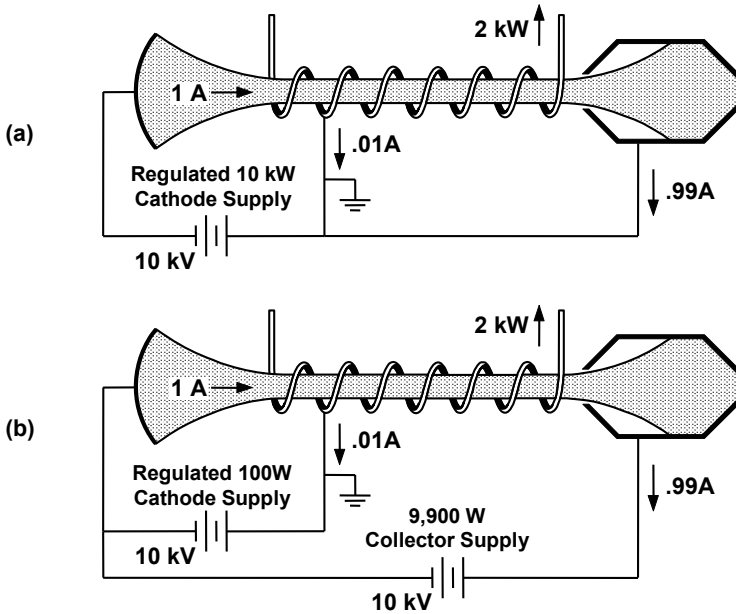 2 kW
1 A
(a)
.01A
Regulated 10 kW
Cathode Supply
.99A
10 kV
2 kW
1 A
(b)
.01A
Regulated 100W
Cathode Supply
.99A
9,900 W
Collector Supply
10 kV
10 kV